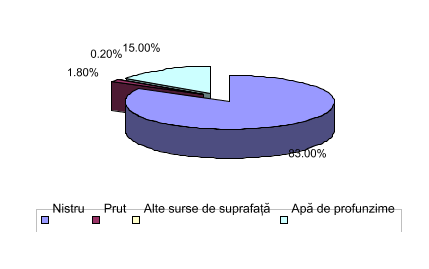 0.20% 15.00%
1.80%
83.00%
Nistru Prut Alte surse de suprafață Apă de profunzime